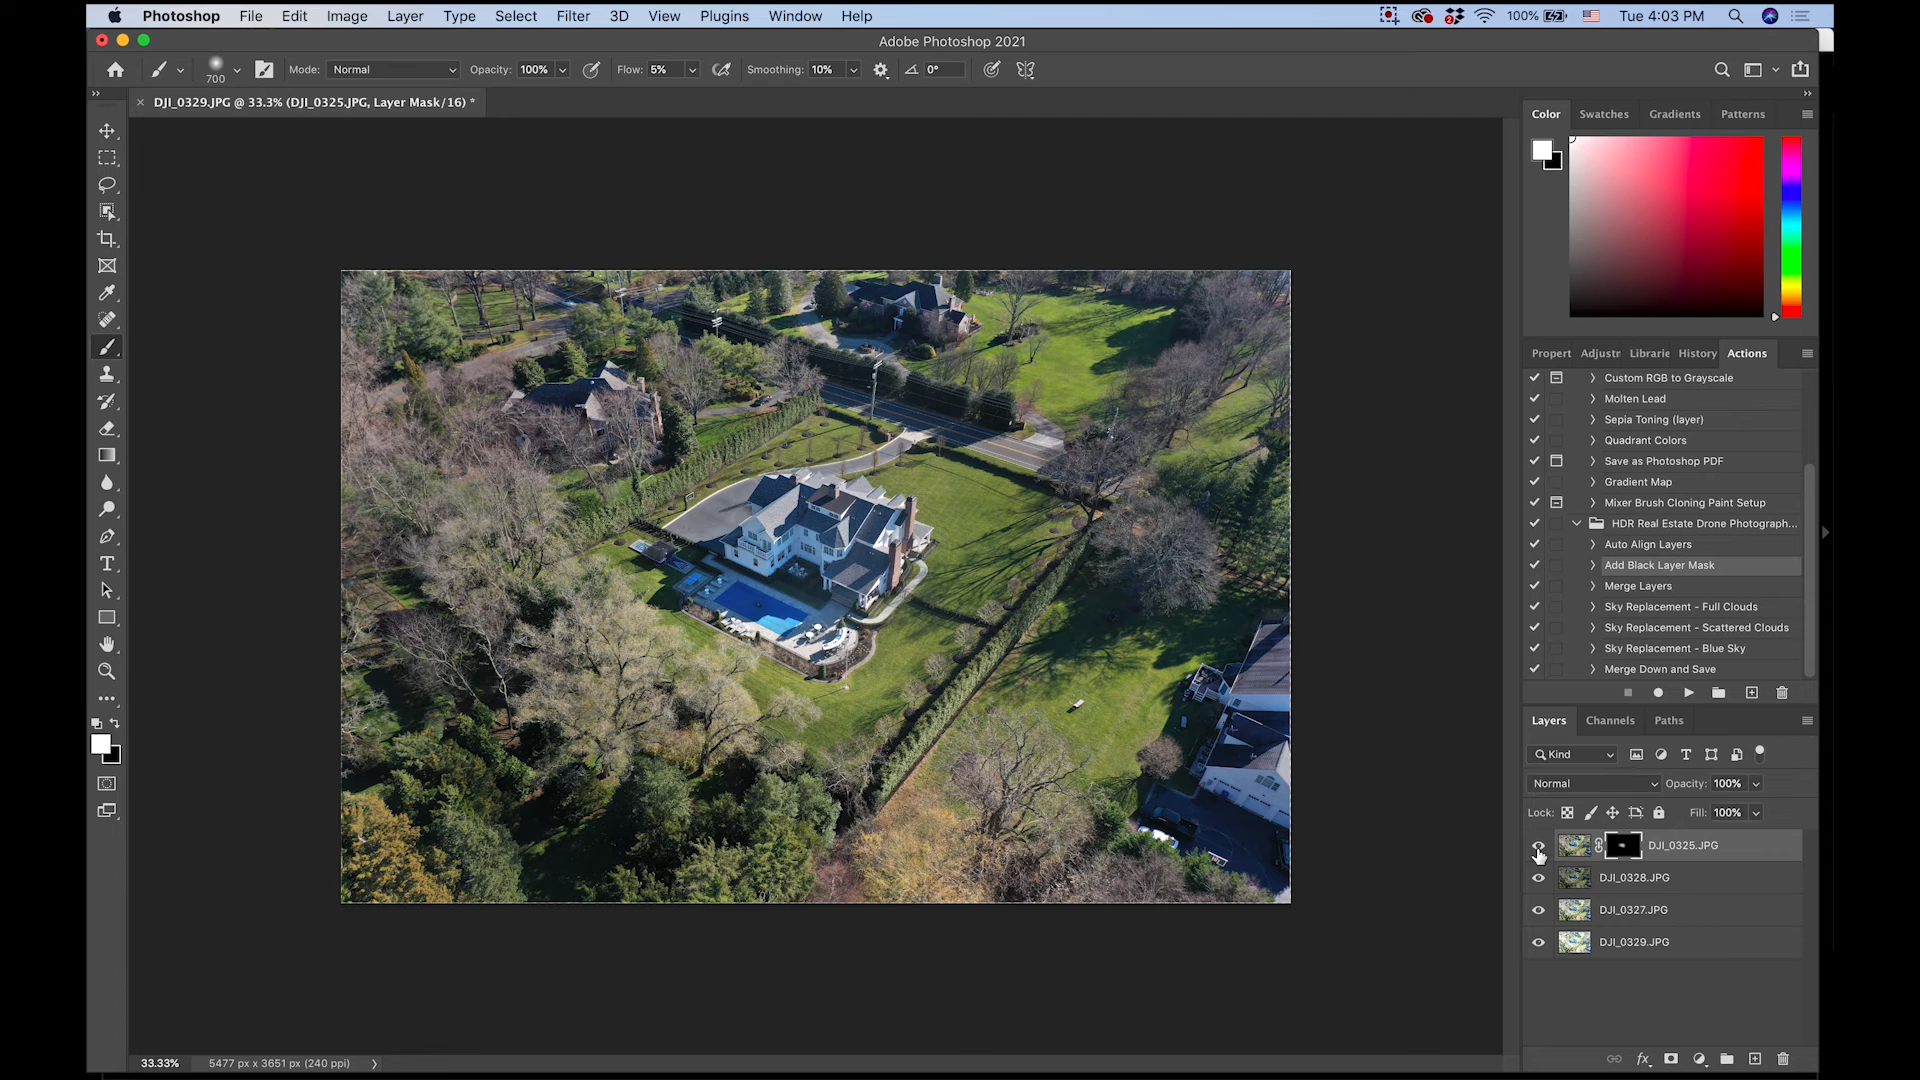 Photoshop File Edit Image Layer Type Select Filter 3D View Plugins Window Help 2 100% Tue 4:03 PM
Adobe Photoshop 2021
700 Mode: Normal Opacity: 100% Flow: 5% Smoothing: 10% 0°
DJI_0329.JPG @ 33.3% (DJI_0325.JPG, Layer Mask/16) *
Color Swatches Gradients Patterns
Propert Adjustn Librarie History Actions
Custom RGB to Grayscale
Molten Lead
Sepia Toning (layer)
Quadrant Colors
Save as Photoshop PDF
Gradient Map
Mixer Brush Cloning Paint Setup
HDR Real Estate Drone Photograph...
Auto Align Layers
Add Black Layer Mask
Merge Layers
Sky Replacement - Full Clouds
Sky Replacement - Scattered Clouds
Sky Replacement - Blue Sky
Merge Down and Save
Layers Channels Paths
Kind
Normal Opacity: 100%
Lock: Fill: 100%
DJI_0325.JPG
DJI_0328.JPG
DJI_0327.JPG
DJI_0329.JPG
33.33% 5477 px x 3651 px (240 ppi)
fx